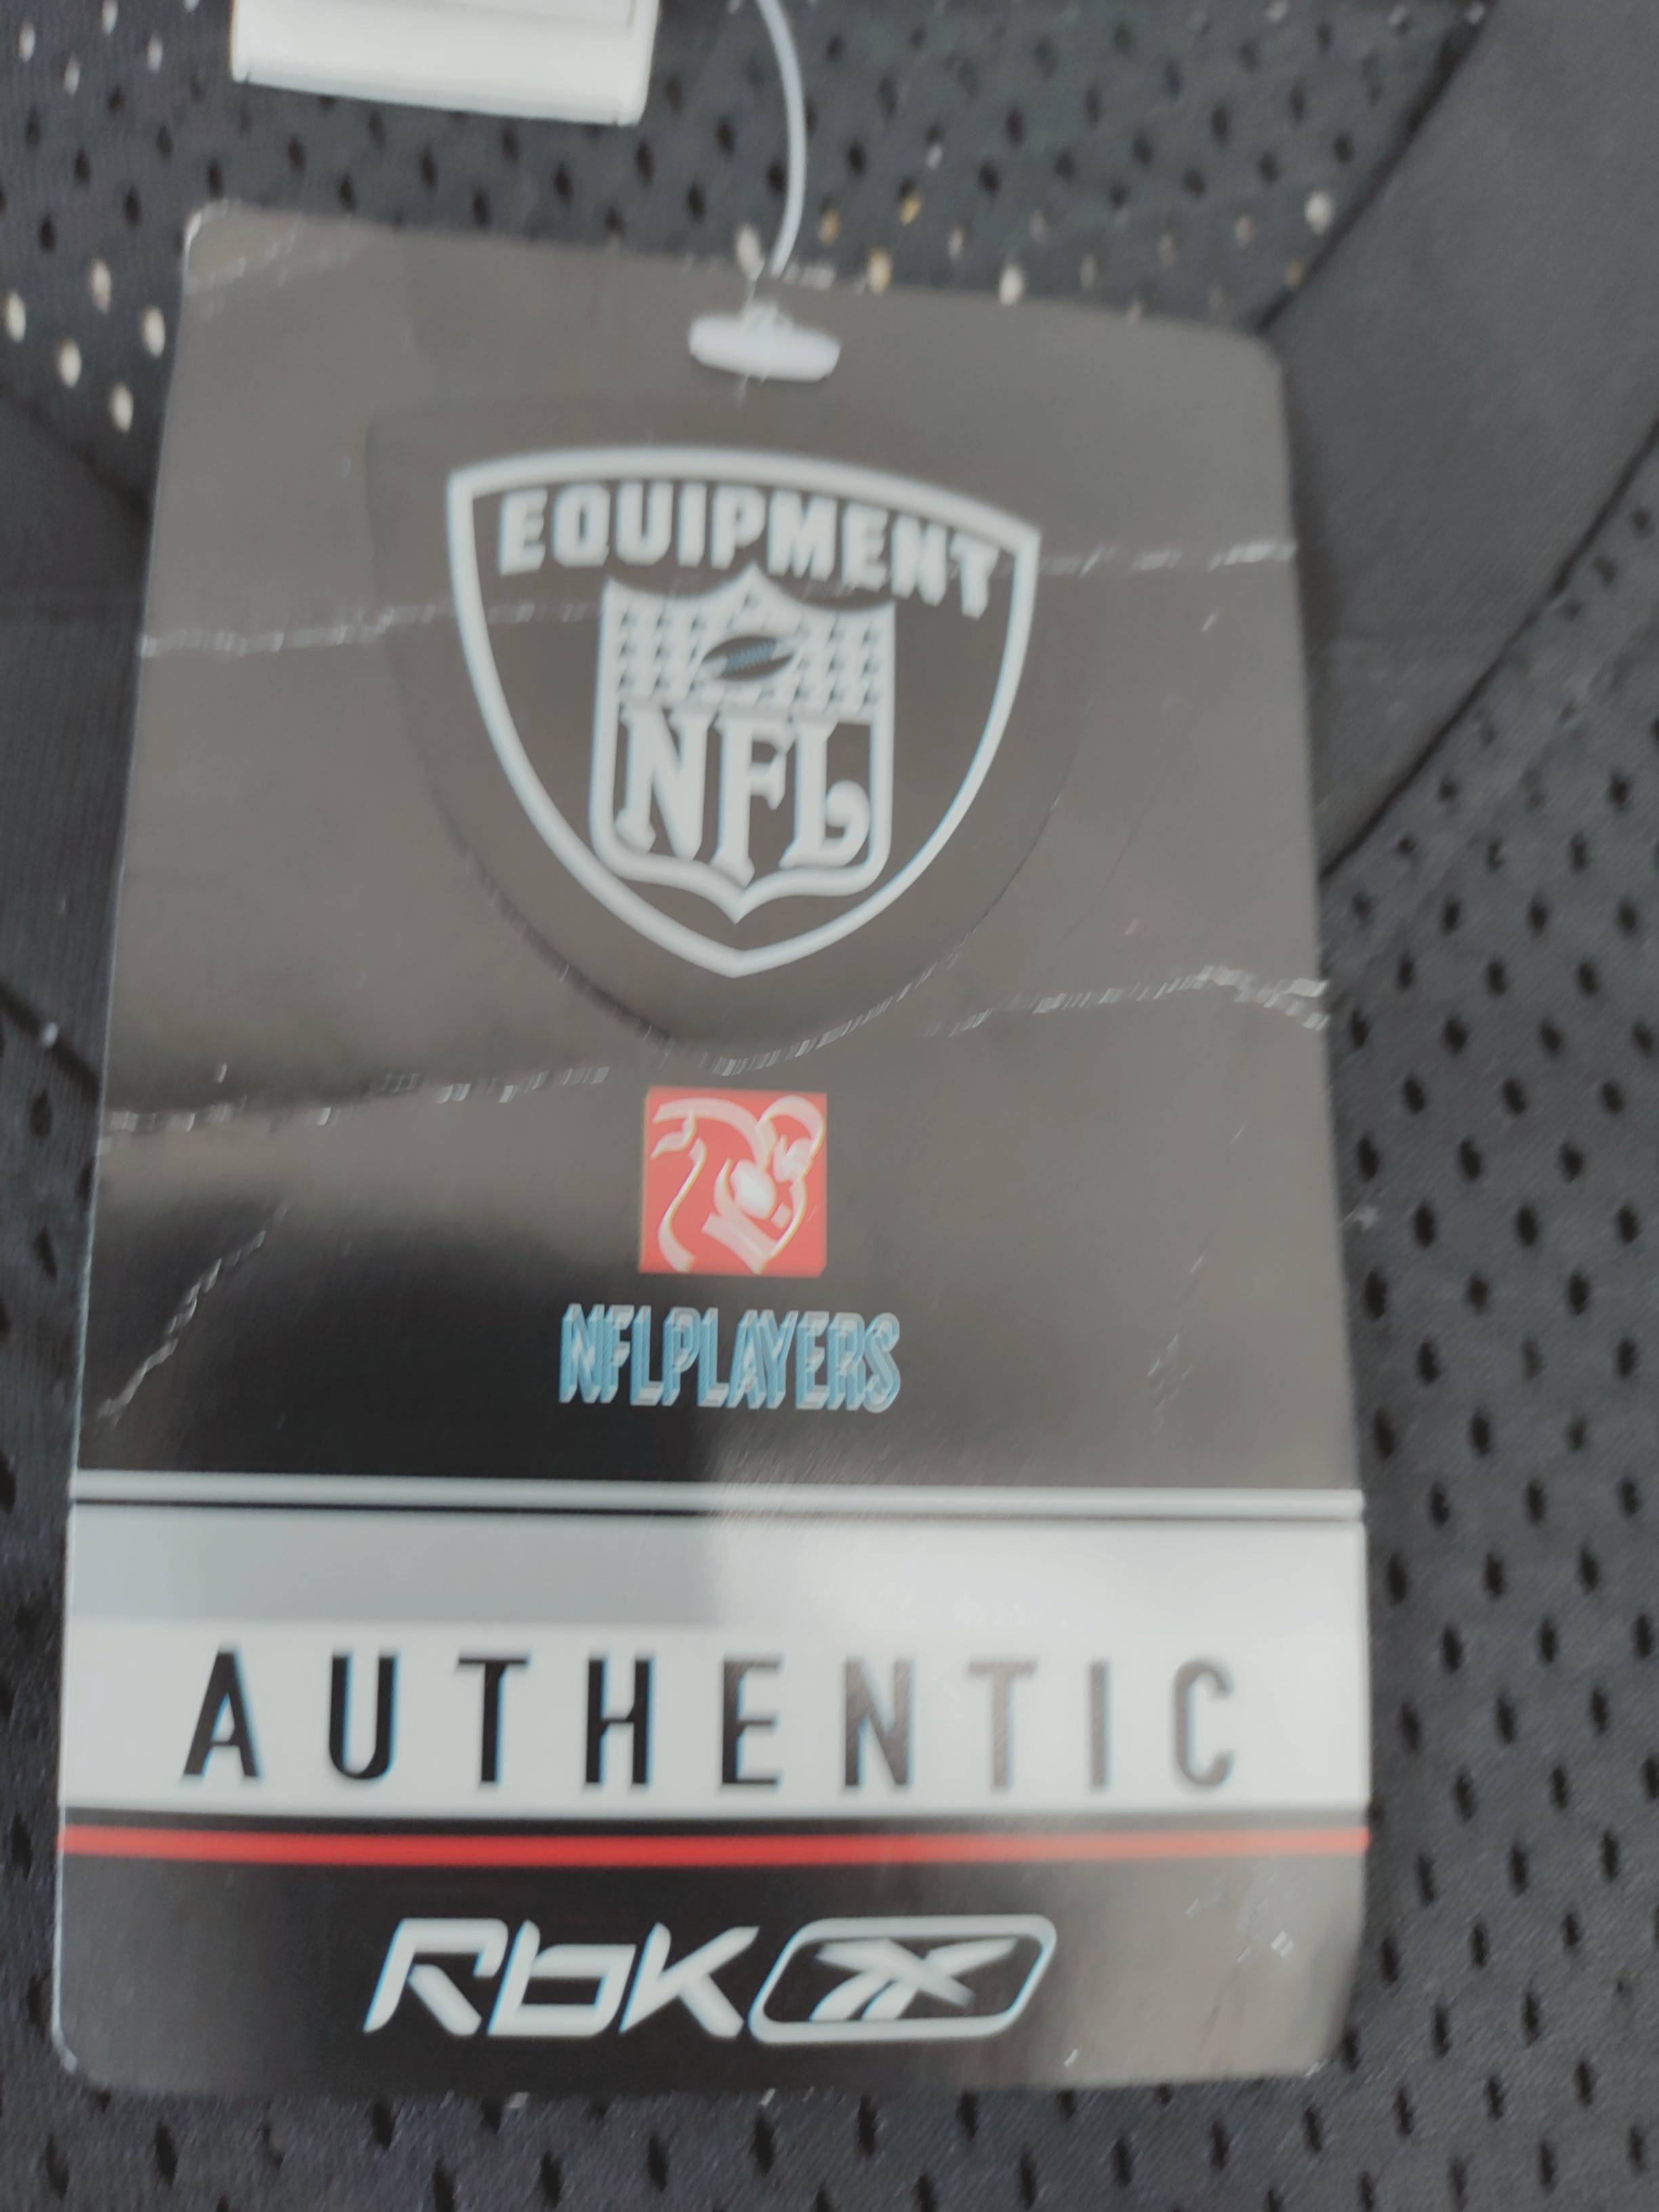 EQUIPMENT
NFL
NFLPLAYERS
AUTHENTIC
Rbk